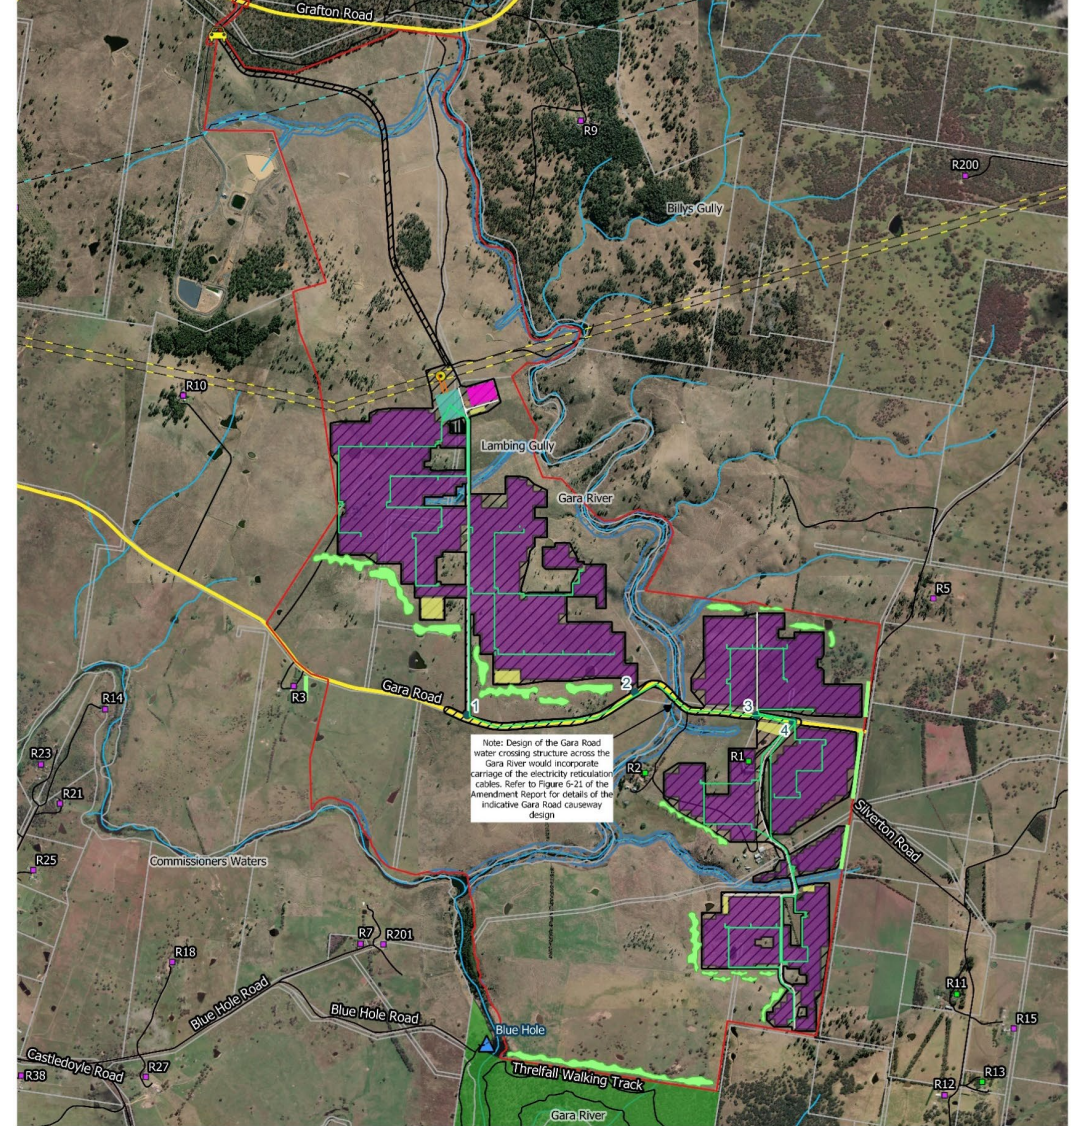 Grafton Road
R9
R200
Billys Gully
R10
Lambing Gully
Gara River
R5
R3
Gara Road
1
2
3
4
R14
R23
R21
R25
Note: Design of the Gara Road
water crossing structure across the
Gara River would incorporate
carriage of the electricity reticulation
cables. Refer to Figure 6-21 of the
Amendment Report for details of the
indicative Gara Road causeway
design
R2
R1
Silverton Road
Commissioners Waters
R7
R201
R18
Blue Hole Road
Blue Hole Road
R11
R15
Blue Hole
Castledoyle Road
R38
R27
Threlfall Walking Track
R13
R12
Gara River